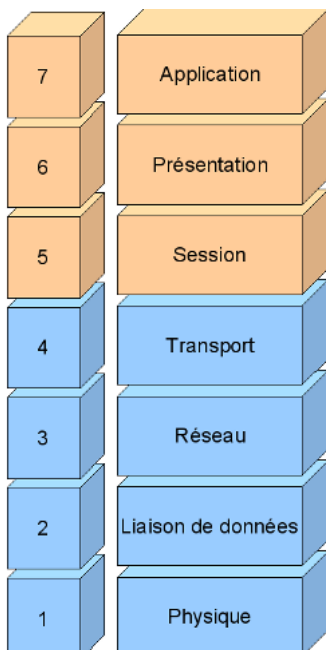 7 Application
6 Présentation
5 Session
4 Transport
3 Réseau
2 Liaison de données
1 Physique